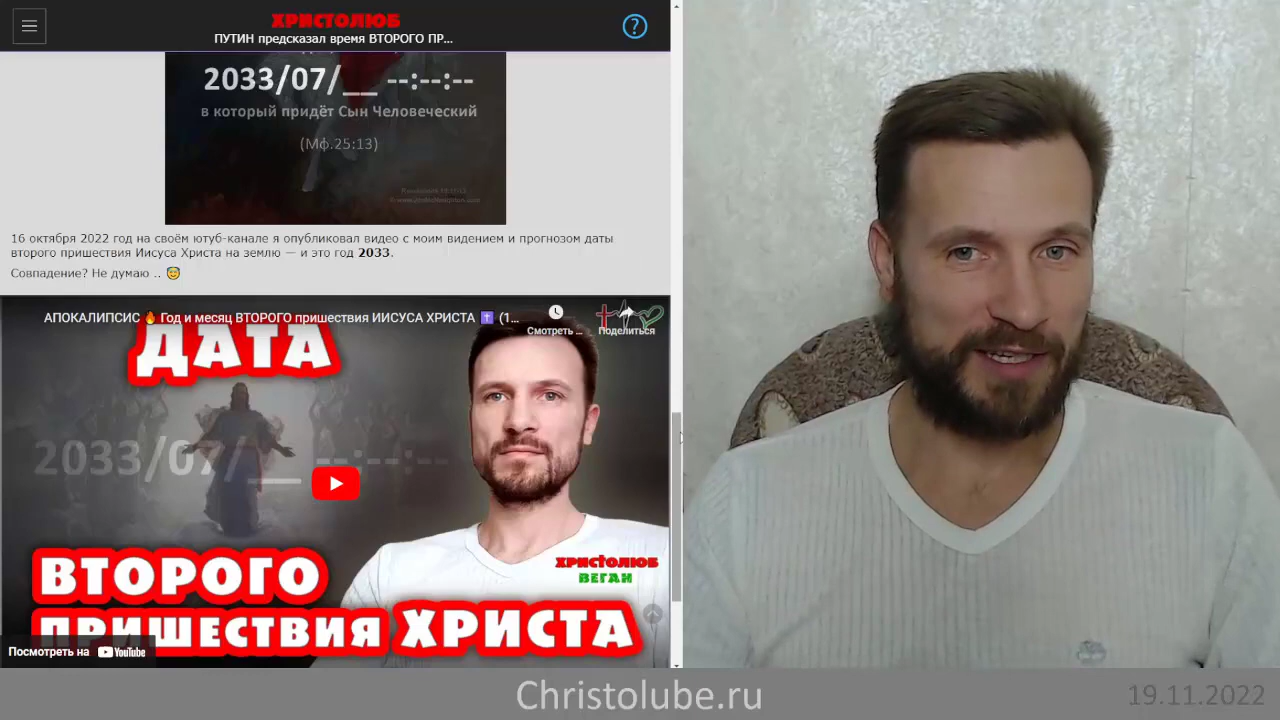 ХРИСТОЛЮБ
ПУТИН предсказал время ВТОРОГО ПР...
2033/07/__ --:--:--
в который придёт Сын Человеческий
(Мф.25:13)
16 октября 2022 год на своём ютуб-канале я опубликовал видео с моим видением и прогнозом даты
второго пришествия Иисуса Христа на землю — и это год 2033.
Совпадение? Не думаю .. 😇
АПОКАЛИПСИС 🔥 Год и месяц ВТОРОГО пришествия ИИСУСА ХРИСТА ✝️ (1...
Смотреть ...
Поделиться
ДАТА
2033/07/__ --:--:--
ХРИСТОЛЮБ
ВЕГАН
ВТОРОГО
ПРИШЕСТВИЯ ХРИСТА
Посмотреть на YouTube
Christolube.ru
19.11.2022